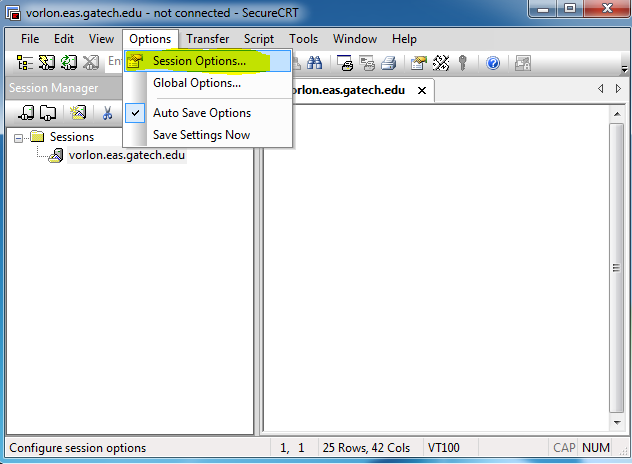 vorlon.eas.gatech.edu - not connected - SecureCRT
File Edit View Options Transfer Script Tools Window Help
Session Options...
Global Options...
Auto Save Options
Save Settings Now
Session Manager
Sessions
vorlon.eas.gatech.edu
orlon.eas.gatech.edu
Configure session options
1, 1
25 Rows, 42 Cols
VT100
CAP NUM